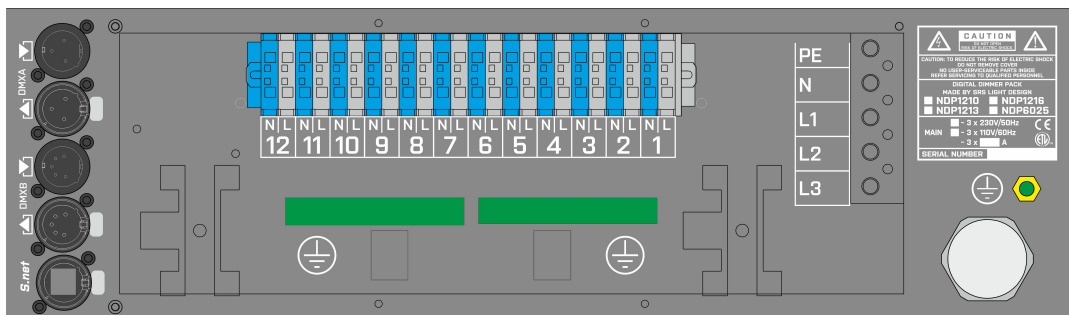 DMXA
DMXB
S.net
N L N L N L N L N L N L N L N L N L N L N L N L
12 11 10 9 8 7 6 5 4 3 2 1
PE
N
L1
L2
L3
CAUTION
DO NOT OPEN
RISK OF ELECTRIC SHOCK
CAUTION: TO REDUCE THE RISK OF ELECTRIC SHOCK
DO NOT REMOVE COVER
NO USER-SERVICEABLE PARTS INSIDE
REFER SERVICING TO QUALIFIED PERSONNEL
DIGITAL DIMMER PACK
MADE BY SRS LIGHT DESIGN
NDP1210 NDP1216
NDP1213 NDP6025
- 3 x 230V/50Hz
MAIN - 3 x 110V/60Hz
- 3 x A
CE
ETL
SERIAL NUMBER